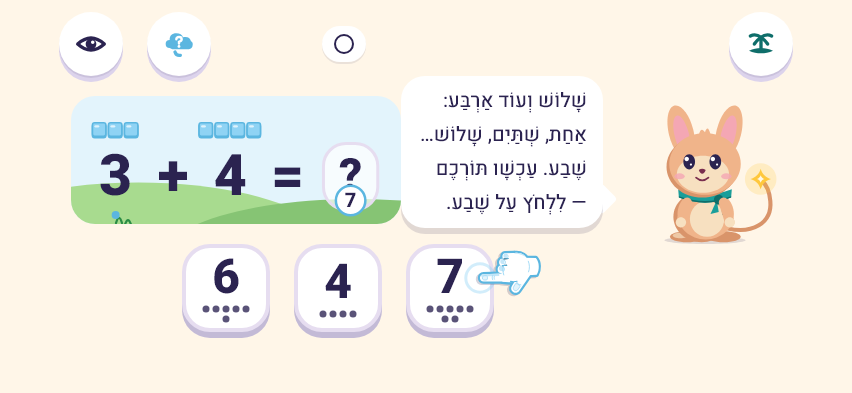 שָׁלוֹשׁ וְעוֹד אַרְבַּע:
אַחַת, שְׁתַּיִם, שָׁלוֹשׁ...
שֶׁבַע. עַכְשָׁו תּוֹרְכֶם
— לִלְחֹץ עַל שֶׁבַע.
3 + 4 = ?
7
6
4
7
?